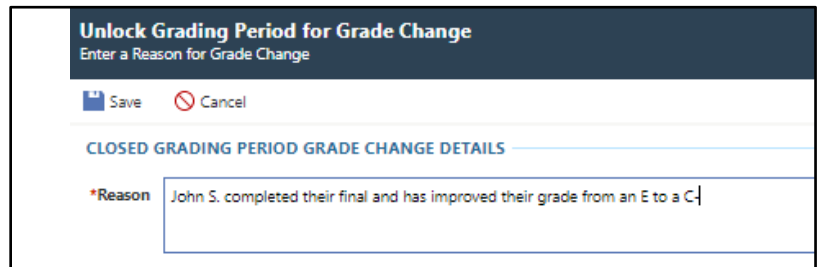 Unlock Grading Period for Grade Change
Enter a Reason for Grade Change
Save Cancel
CLOSED GRADING PERIOD GRADE CHANGE DETAILS
*Reason John S. completed their final and has improved their grade from an E to a C-